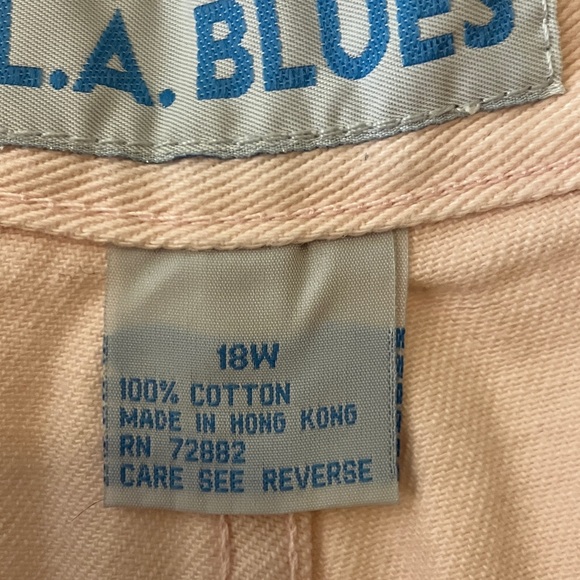 L.A. BLUES
18W
100% COTTON
MADE IN HONG KONG
RN 72882
CARE SEE REVERSE